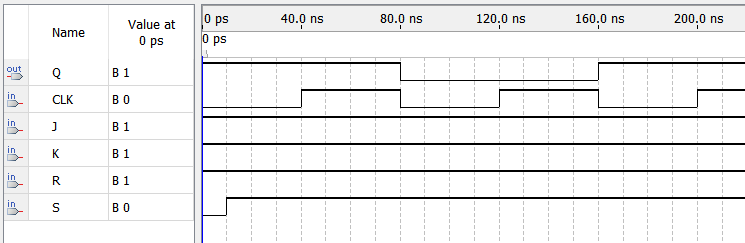 Name
Value at
0 ps
0 ps 40.0 ns 80.0 ns 120.0 ns 160.0 ns 200.0 ns
0 ps
out Q B 1
in CLK B 0
in J B 1
in K B 1
in R B 1
in S B 0